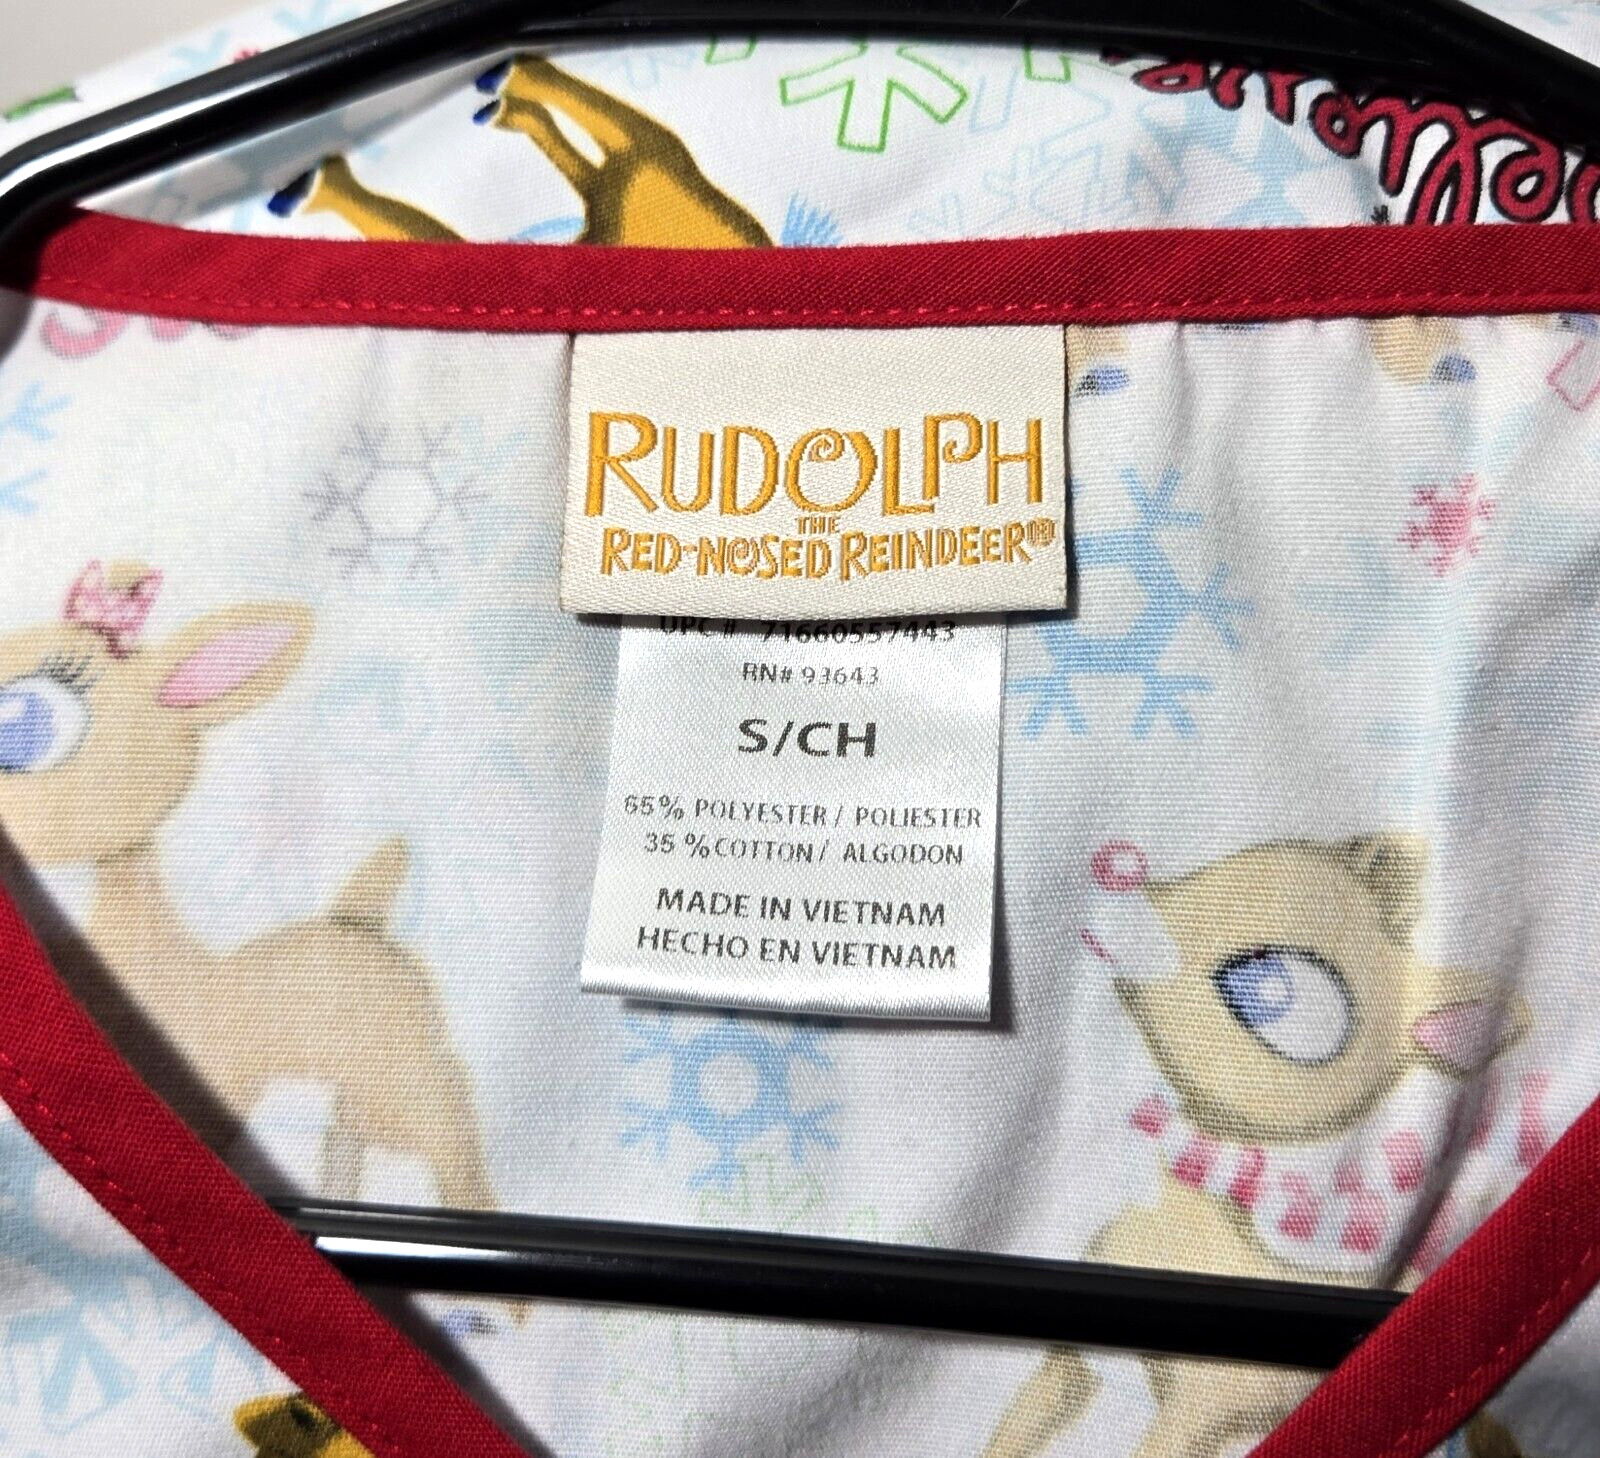 RUDOLPH
THE
RED-NOSED REINDEER®
UPC # 71660557443
RN# 93643
S/CH
65% POLYESTER / POLIESTER
35 % COTTON / ALGODON
MADE IN VIETNAM
HECHO EN VIETNAM